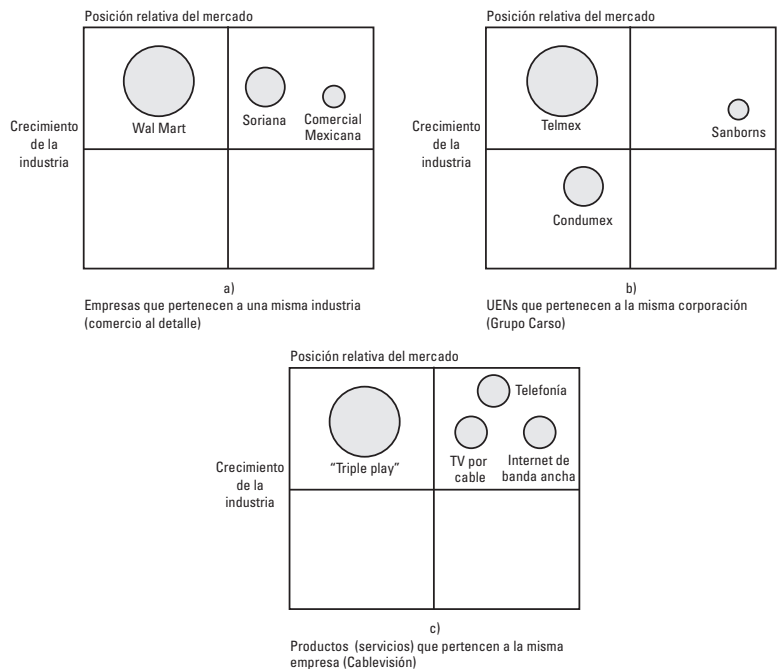 Posición relativa del mercado
Crecimiento
de la
industria
Wal Mart
Soriana
Comercial
Mexicana
a)
Empresas que pertenecen a una misma industria
(comercio al detalle)
Posición relativa del mercado
Crecimiento
de la
industria
Telmex
Sanborns
Condumex
b)
UENs que pertenecen a la misma corporación
(Grupo Carso)
Posición relativa del mercado
Crecimiento
de la
industria
"Triple play"
Telefonía
TV por
cable
Internet de
banda ancha
c)
Productos (servicios) que pertencen a la misma
empresa (Cablevisión)